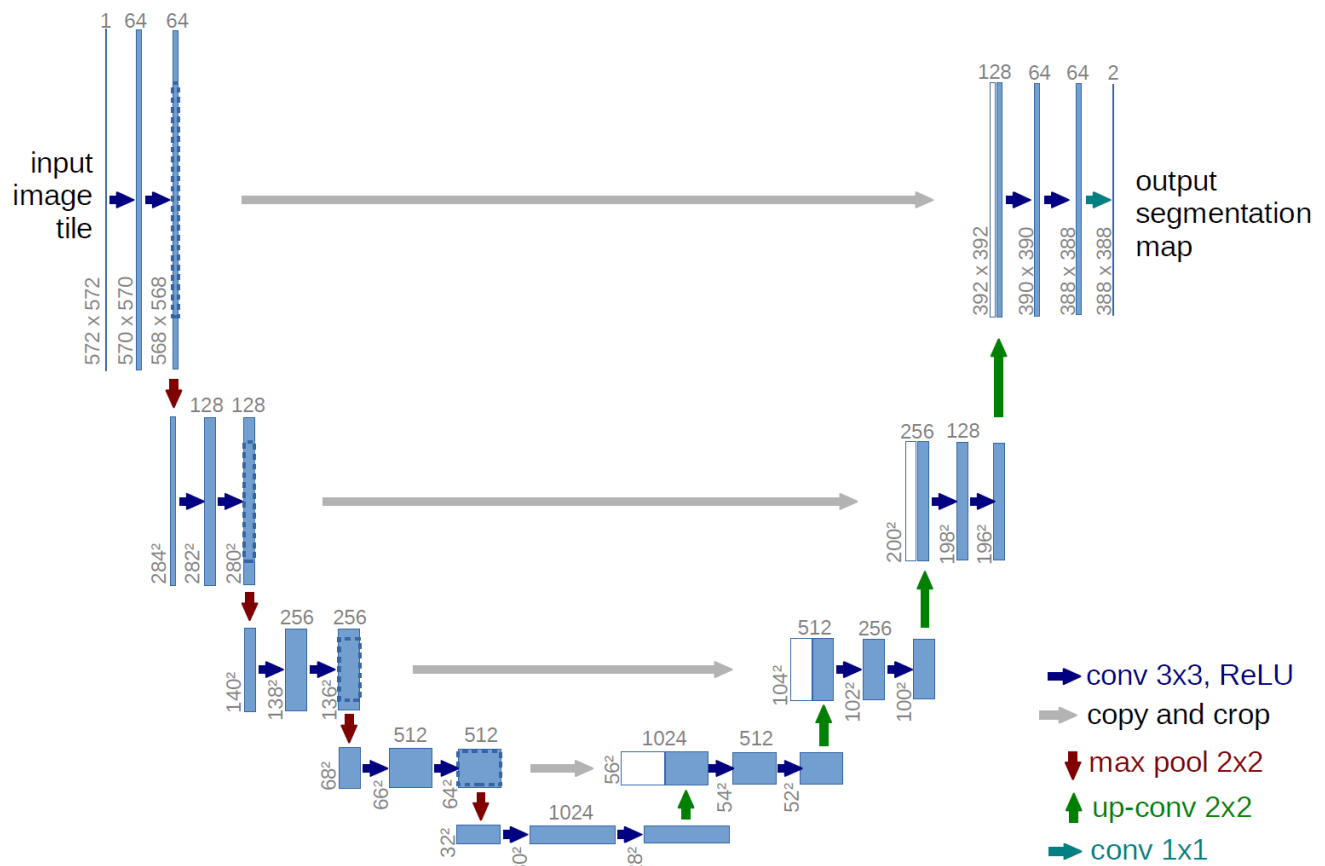 1 64 64
128 64 64 2
input
image
tile
output
segmentation
map
572 x 572
570 x 570
568 x 568
392 x 392
390 x 390
388 x 388
388 x 388
128 128
256 128
284²
282²
280²
200²
198²
196²
256 256
512 256
140²
138²
136²
104²
102²
100²
conv 3x3, ReLU
copy and crop
max pool 2x2
up-conv 2x2
conv 1x1
512 512
1024 512
68²
66²
64²
56²
54²
52²
1024
32²